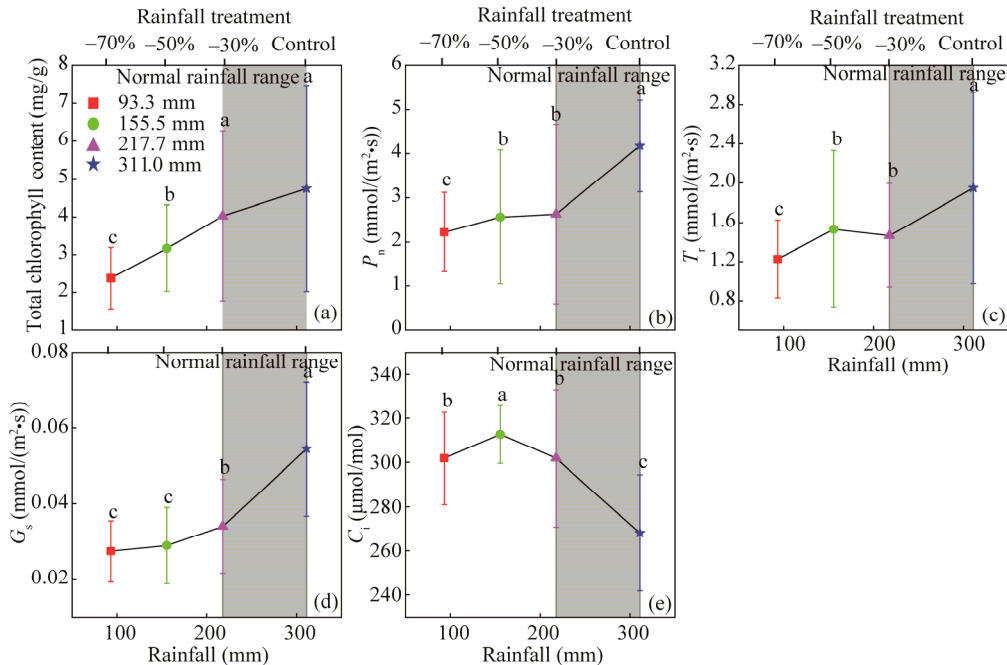 Rainfall treatment
–70% –50% –30% Control
8
7
6
5
4
3
2
1
Total chlorophyll content (mg/g)
Normal rainfall range
93.3 mm
155.5 mm
217.7 mm
311.0 mm
c
b
a
a
(a)
Rainfall treatment
–70% –50% –30% Control
6
5
4
3
2
1
0
Pn (mmol/(m²•s))
Normal rainfall range
c
b
b
a
(b)
100 200 300
Rainfall (mm)
Rainfall treatment
–70% –50% –30% Control
3.2
2.8
2.4
2.0
1.6
1.2
0.8
Tr (mmol/(m²•s))
Normal rainfall range
c
b
b
a
(c)
100 200 300
Rainfall (mm)
0.08
0.06
0.04
0.02
Gs (mmol/(m²•s))
Normal rainfall range
c
c
b
a
(d)
100 200 300
Rainfall (mm)
340
320
300
280
260
240
230
Ci (μmol/mol)
Normal rainfall range
b
a
b
c
(e)
100 200 300
Rainfall (mm)